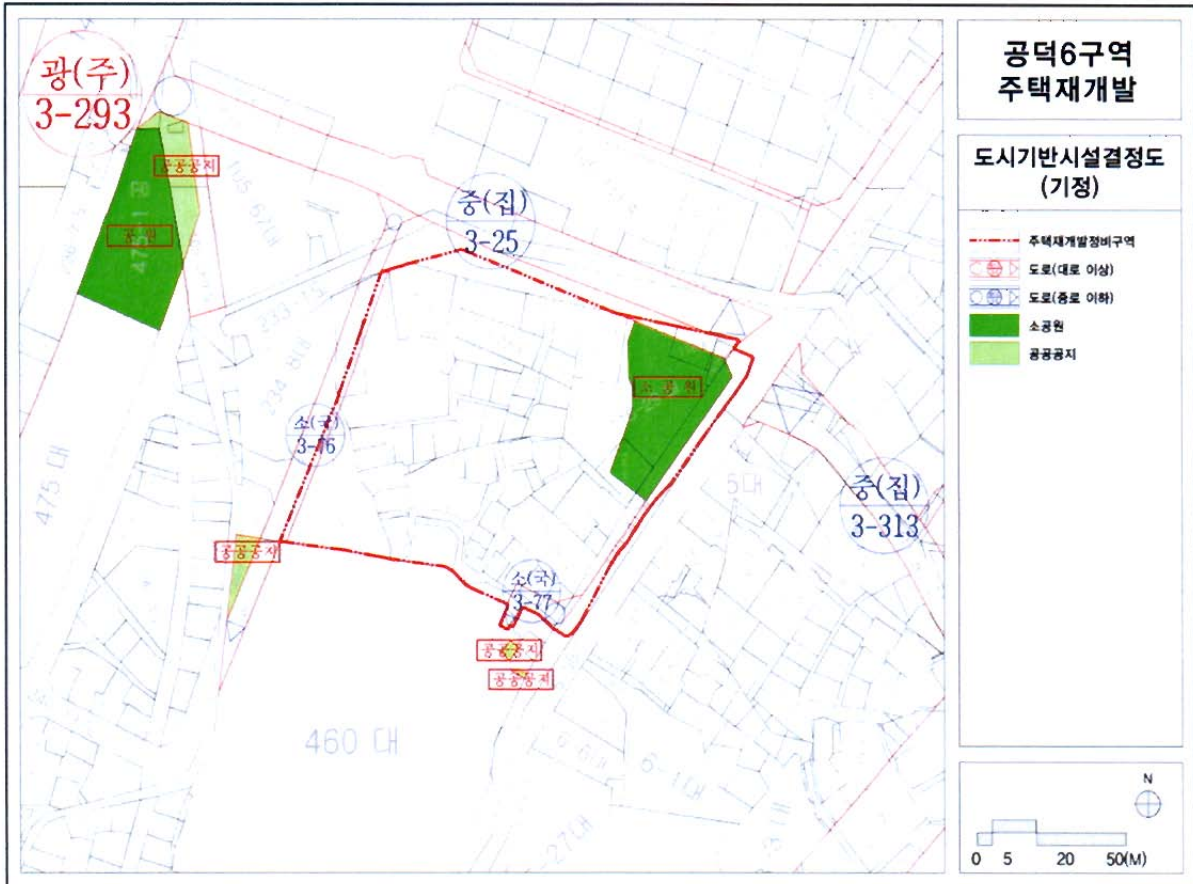 공덕6구역
주택재개발
도시기반시설결정도
(기정)
주택재개발정비구역
도로(대로 이상)
도로(중로 이하)
소공원
공공공지
N
0 5 20 50(M)
광(주)
3-293
공공공지
공원
중(집)
3-25
소공원
소(국)
3-76
475 대
5대
중(집)
3-313
공공공지
소(국)
3-77
공공공지
공공공지
460 대